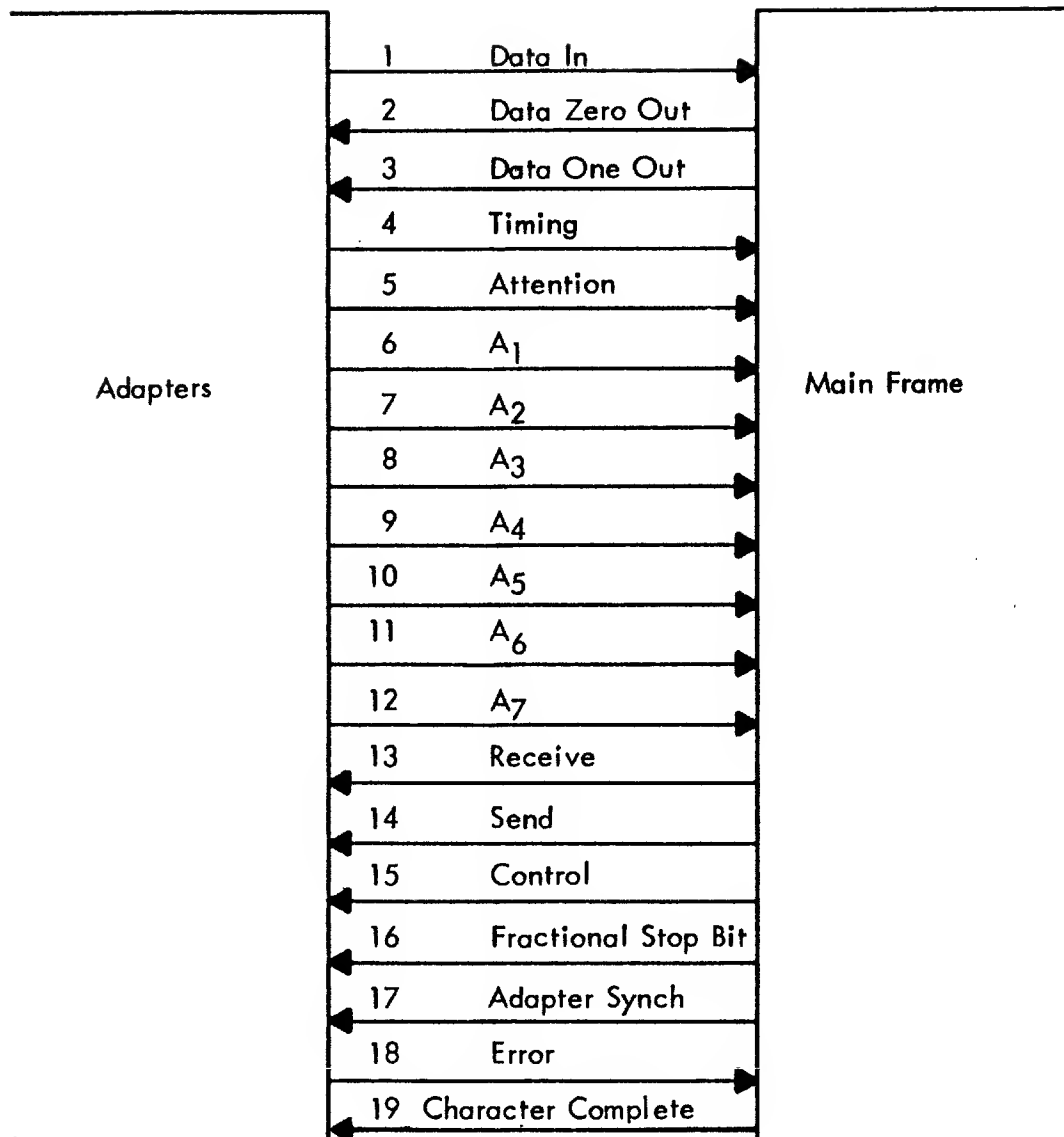 1 Data In
2 Data Zero Out
3 Data One Out
4 Timing
5 Attention
6 A1
Adapters
Main Frame
7 A2
8 A3
9 A4
10 A5
11 A6
12 A7
13 Receive
14 Send
15 Control
16 Fractional Stop Bit
17 Adapter Synch
18 Error
19 Character Complete